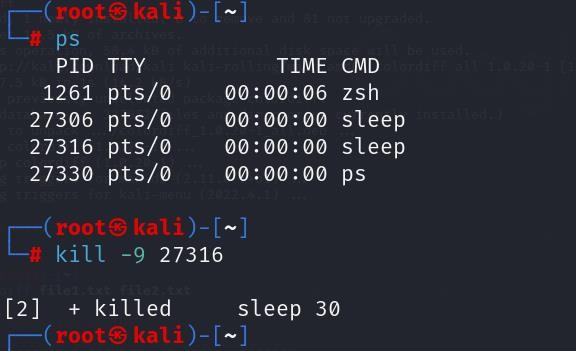 ┌──(root㉿kali)-[~]
└─# ps
PID TTY TIME CMD
1261 pts/0 00:00:06 zsh
27306 pts/0 00:00:00 sleep
27316 pts/0 00:00:00 sleep
27330 pts/0 00:00:00 ps
┌──(root㉿kali)-[~]
└─# kill -9 27316
[2] + killed sleep 30
┌──(root㉿kali)-[~]